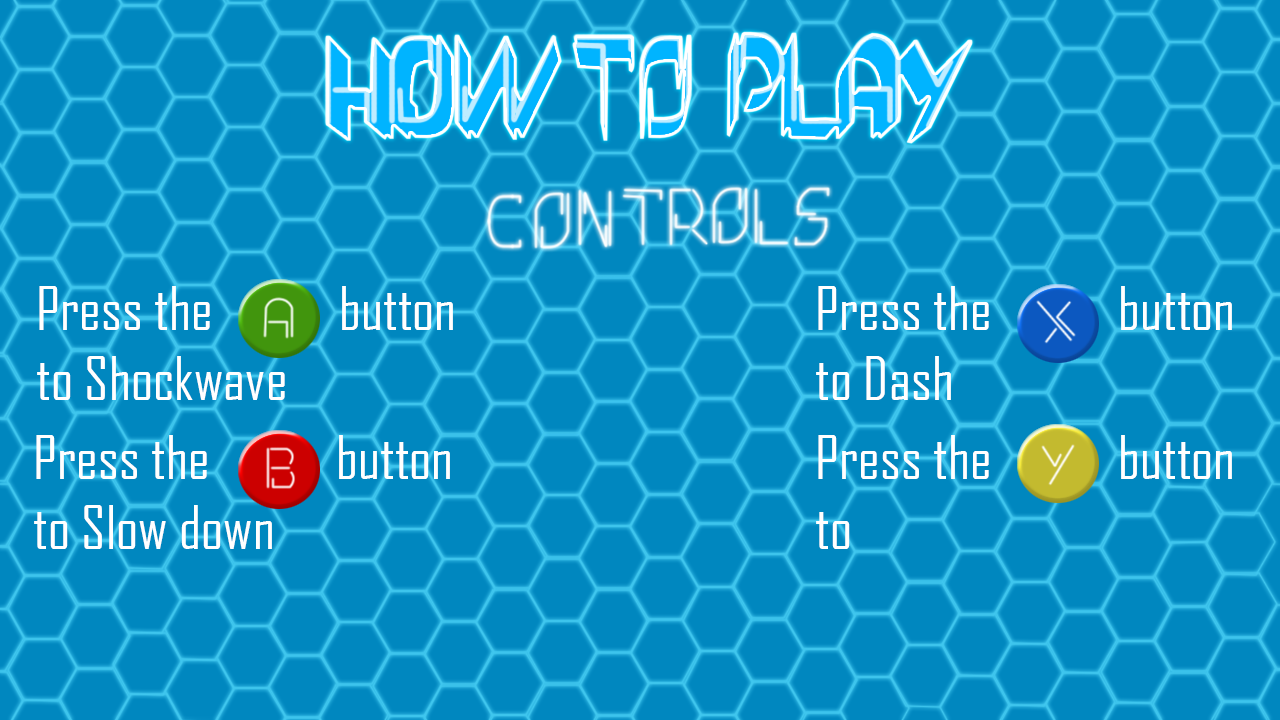 HOW TO PLAY
CONTROLS
Press the A button
to Shockwave
Press the B button
to Slow down
Press the X button
to Dash
Press the Y button
to